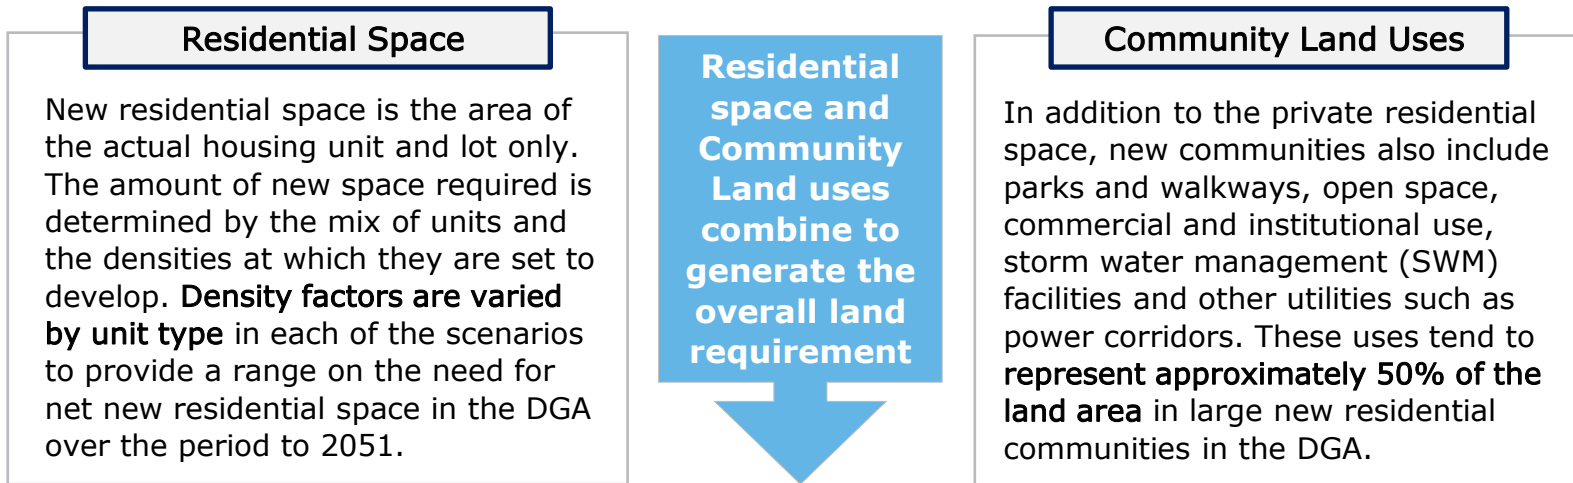 Residential Space
New residential space is the area of
the actual housing unit and lot only.
The amount of new space required is
determined by the mix of units and
the densities at which they are set to
develop. Density factors are varied
by unit type in each of the scenarios
to provide a range on the need for
net new residential space in the DGA
over the period to 2051.
Residential
space and
Community
Land uses
combine to
generate the
overall land
requirement
Community Land Uses
In addition to the private residential
space, new communities also include
parks and walkways, open space,
commercial and institutional use,
storm water management (SWM)
facilities and other utilities such as
power corridors. These uses tend to
represent approximately 50% of the
land area in large new residential
communities in the DGA.